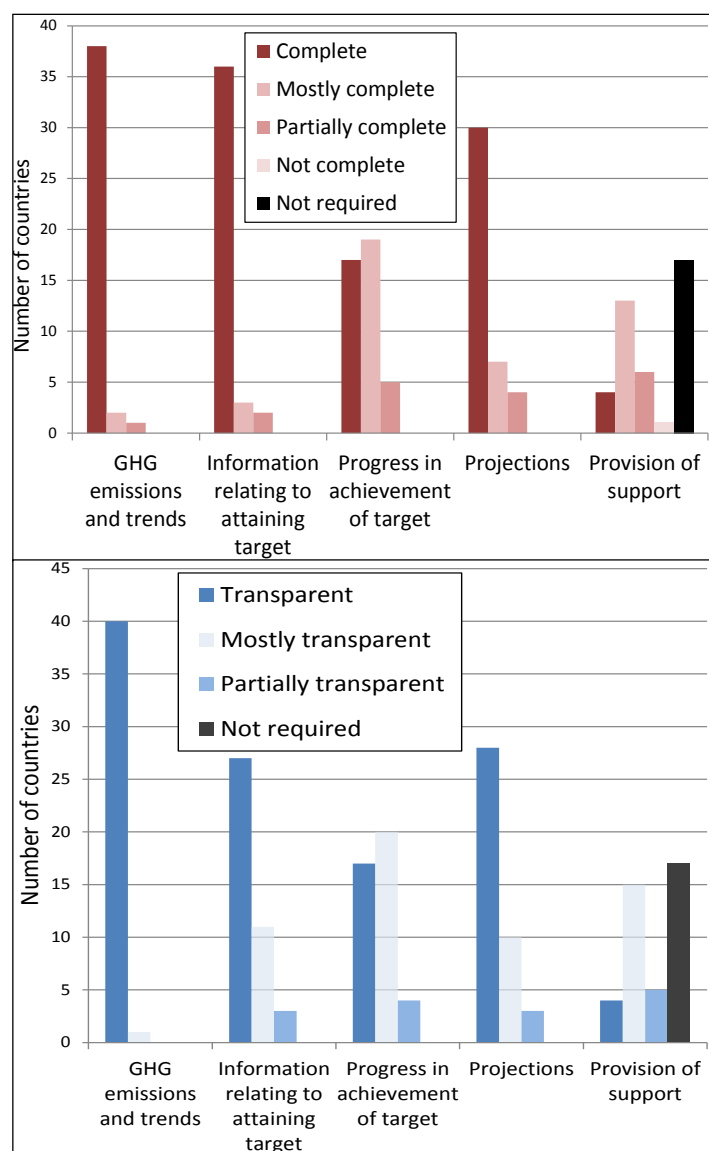 40
35
30
25
20
15
10
5
0
Number of countries
Complete
Mostly complete
Partially complete
Not complete
Not required
GHG emissions and trends
Information relating to attaining target
Progress in achievement of target
Projections
Provision of support
45
40
35
30
25
20
15
10
5
0
Number of countries
Transparent
Mostly transparent
Partially transparent
Not required
GHG emissions and trends
Information relating to attaining target
Progress in achievement of target
Projections
Provision of support